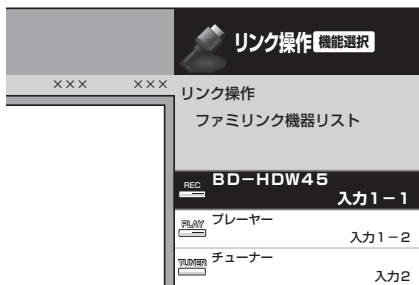 リンク操作 機能選択
××× ×××
リンク操作
ファミリンク機器リスト
REC BD−HDW45
入力1−1
PLAY プレーヤー
入力1−2
TUNER チューナー
入力2